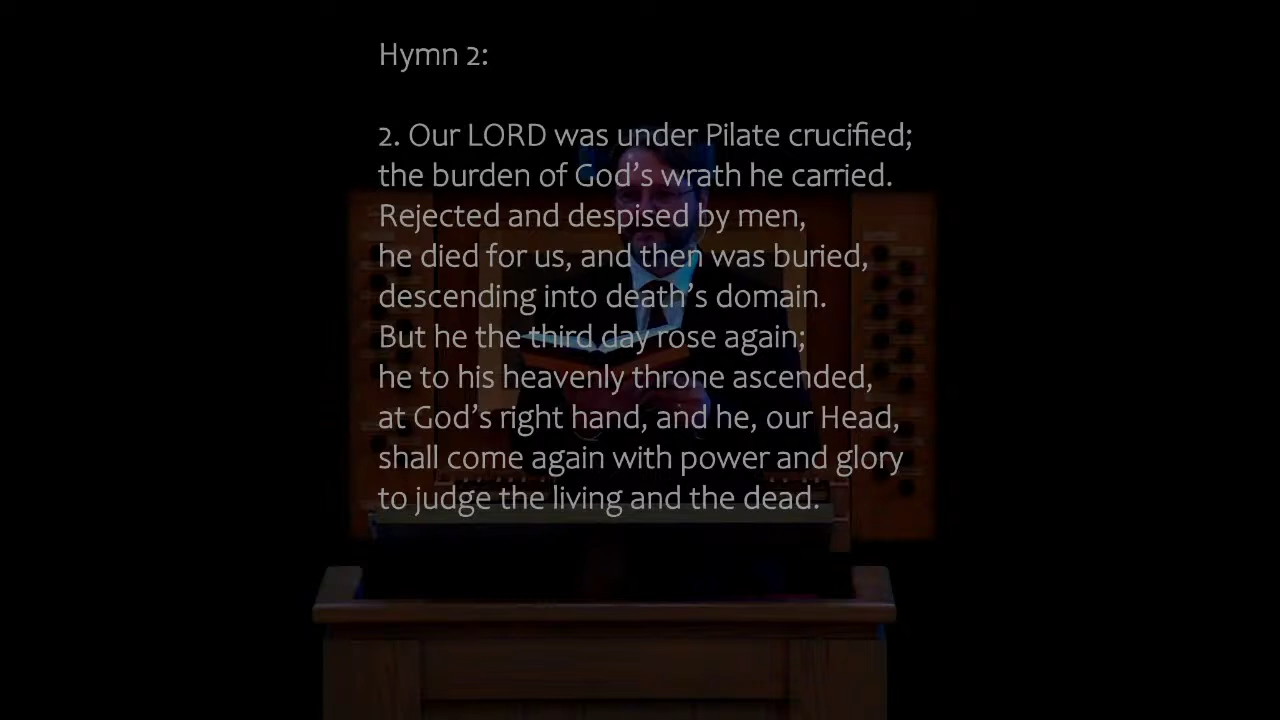 Hymn 2:
2. Our LORD was under Pilate crucified;
the burden of God’s wrath he carried.
Rejected and despised by men,
he died for us, and then was buried,
descending into death’s domain.
But he the third day rose again;
he to his heavenly throne ascended,
at God’s right hand, and he, our Head,
shall come again with power and glory
to judge the living and the dead.